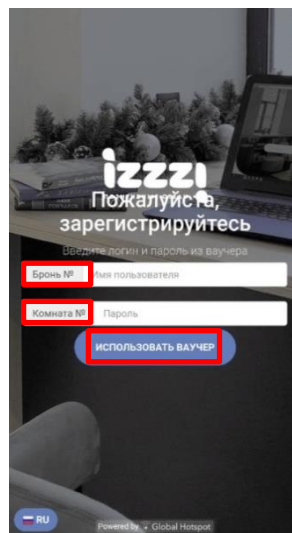 izzzi
Пожалуйста,
зарегистрируйтесь
Введите логин и пароль из ваучера
Бронь № Имя пользователя
Комната № Пароль
ИСПОЛЬЗОВАТЬ ВАУЧЕР
RU
Powered by Global Hotspot